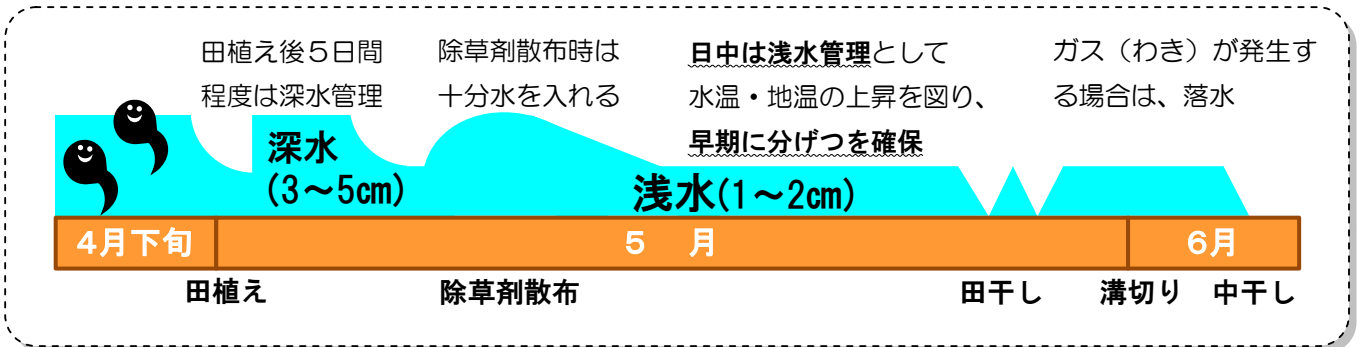 田植え後５日間
程度は深水管理
除草剤散布時は
十分水を入れる
日中は浅水管理として
水温・地温の上昇を図り、
早期に分げつを確保
ガス（わき）が発生す
る場合は、落水
深水
(3～5㎝)
浅水(1～2㎝)
4月下旬
５　月
6月
田植え
除草剤散布
田干し
溝切り
中干し